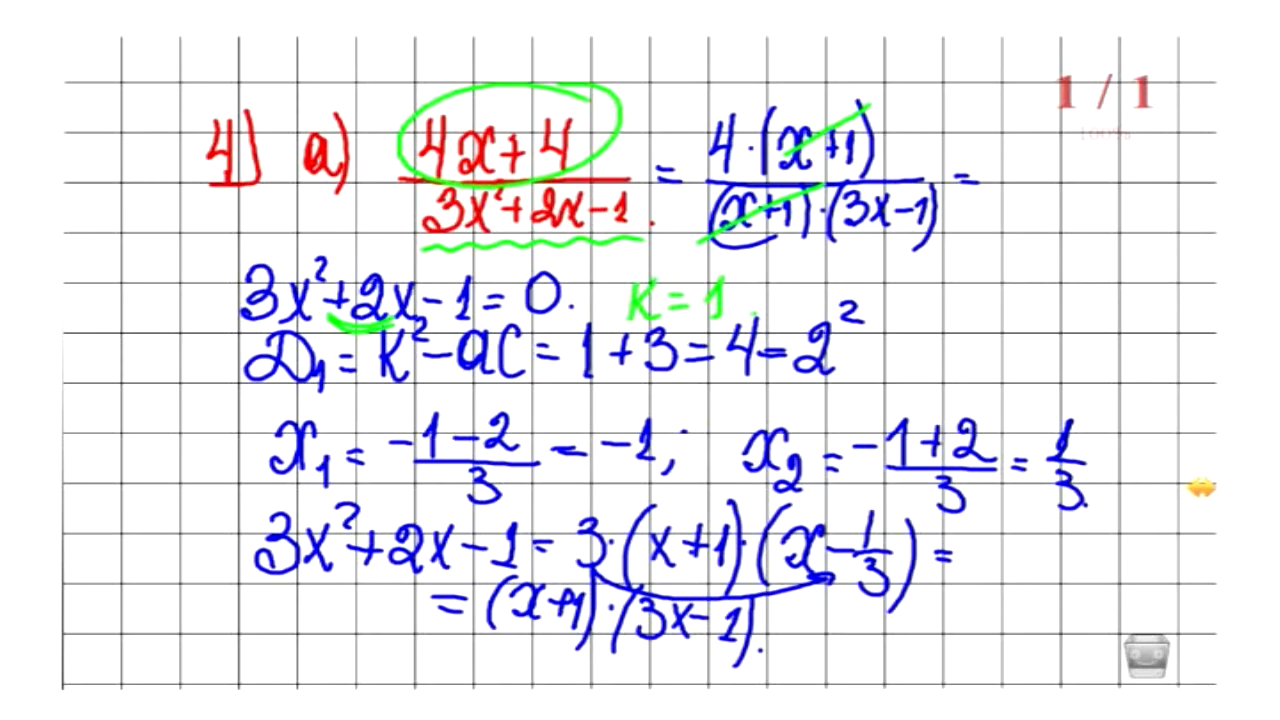 1 / 1
100%
4) а) (4x+4)/(3x²+2x-1) = (4·(x+1))/((x+1)·(3x-1)) =
3x²+2x-1=0. K=1.
D₁=K²-ac=1+3=4=2²
x₁=(-1-2)/3=-1; x₂=(-1+2)/3=1/3.
3x²+2x-1=3·(x+1)·(x-1/3)=
=(x+1)·(3x-1).